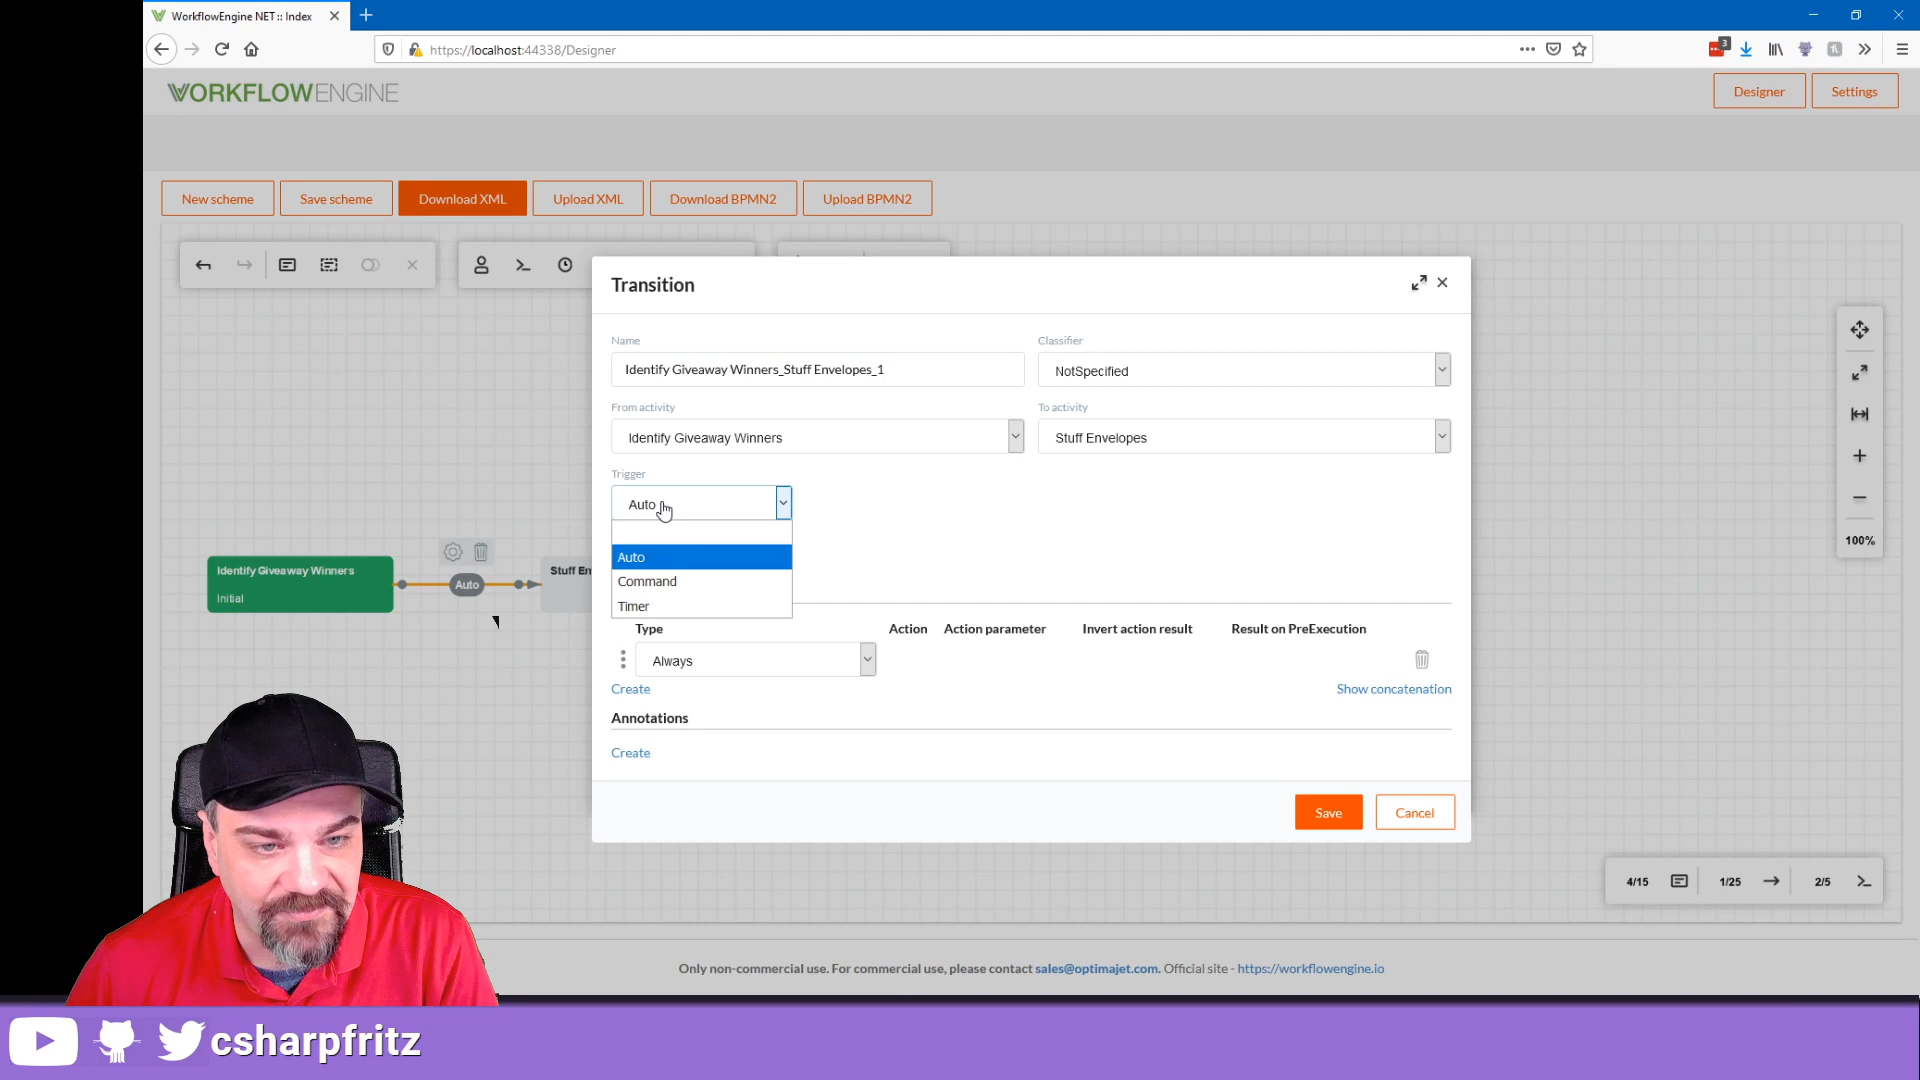 WorkflowEngine NET :: Index
https://localhost:44338/Designer
3
WORKFLOWENGINE
Designer
Settings
New scheme
Save scheme
Download XML
Upload XML
Download BPMN2
Upload BPMN2
Transition
Name
Classifier
Identify Giveaway Winners_Stuff Envelopes_1
NotSpecified
From activity
To activity
Identify Giveaway Winners
Stuff Envelopes
Trigger
Auto
Auto
Command
Timer
100%
Identify Giveaway Winners
Initial
Auto
Stuff En
Type
Action
Action parameter
Invert action result
Result on PreExecution
Always
Create
Show concatenation
Annotations
Create
Save
Cancel
4/15
1/25
2/5
Only non-commercial use. For commercial use, please contact sales@optimajet.com. Official site - https://workflowengine.io
csharpfritz